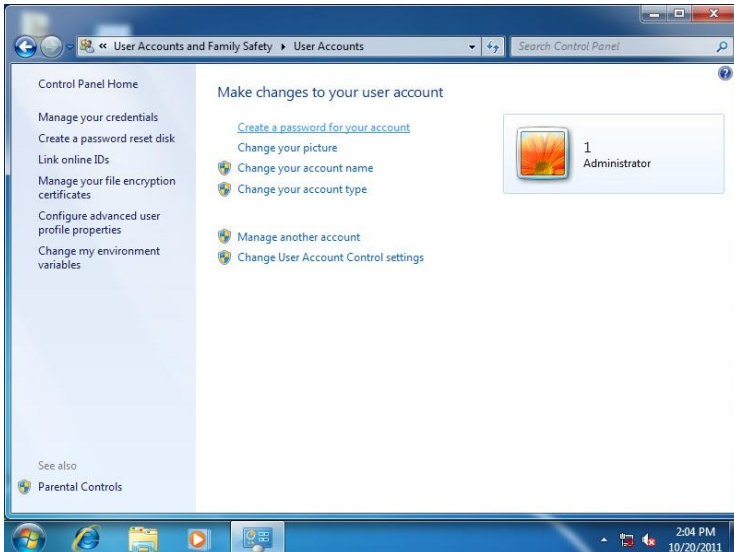 « User Accounts and Family Safety ▸ User Accounts
Search Control Panel
Control Panel Home
Manage your credentials
Create a password reset disk
Link online IDs
Manage your file encryption
certificates
Configure advanced user
profile properties
Change my environment
variables
See also
Parental Controls
Make changes to your user account
Create a password for your account
Change your picture
Change your account name
Change your account type
Manage another account
Change User Account Control settings
1
Administrator
2:04 PM
10/20/2011